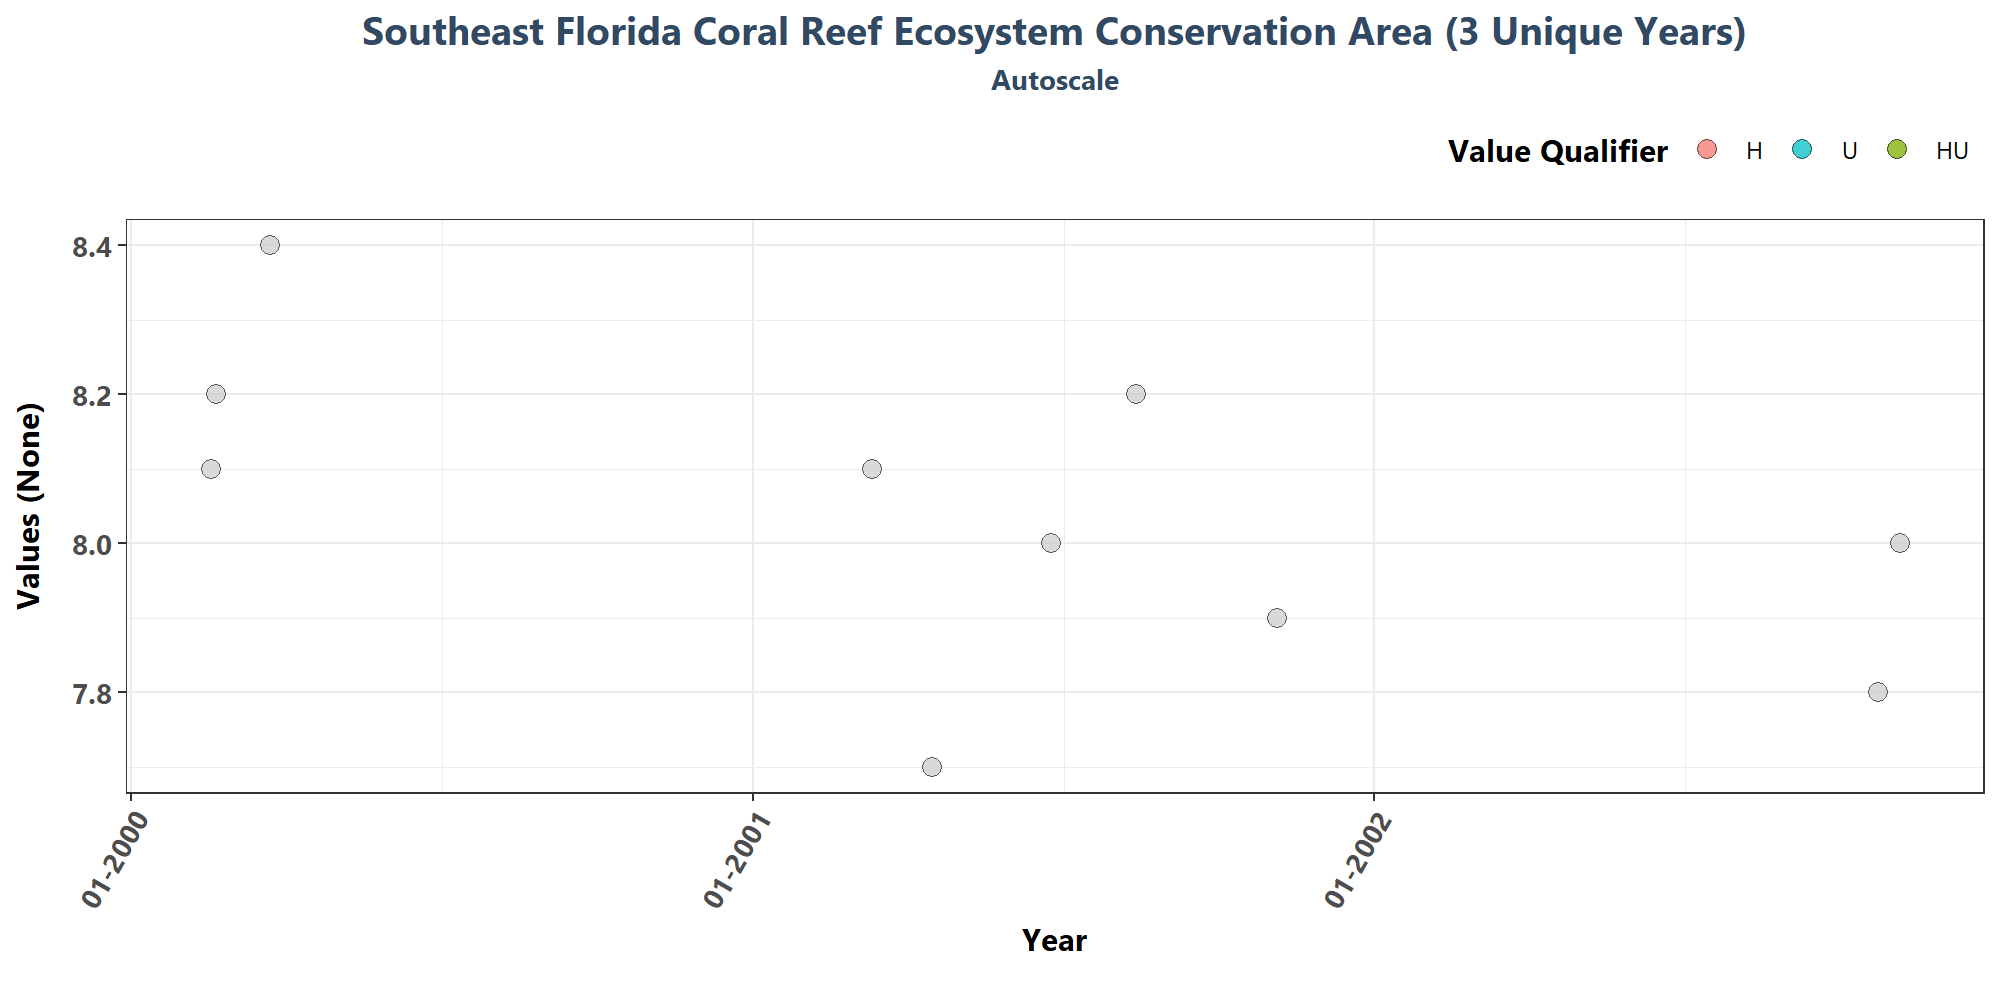 Southeast Florida Coral Reef Ecosystem Conservation Area (3 Unique Years)
Autoscale
Value Qualifier H U HU
Values (None)
8.4
8.2
8.0
7.8
01-2000 01-2001 01-2002
Year